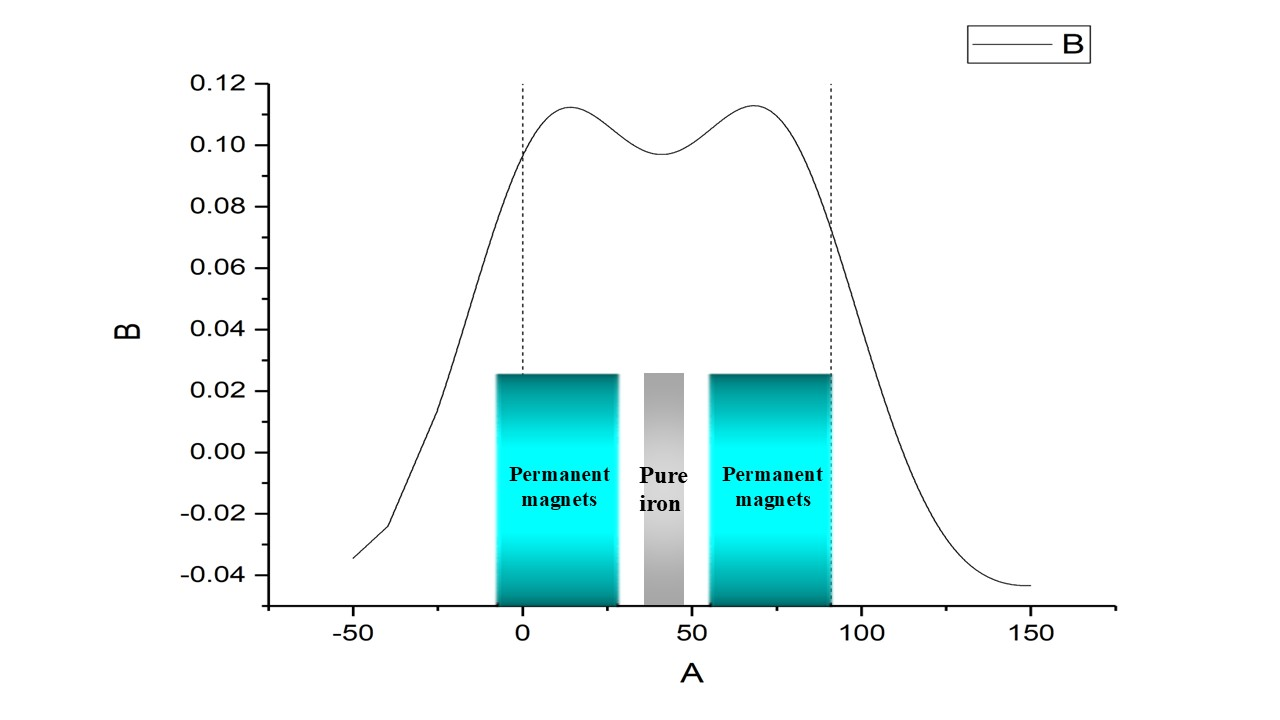 B
0.12
0.10
0.08
0.06
0.04
0.02
0.00
-0.02
-0.04
B
Permanent
magnets
Pure
iron
Permanent
magnets
-50
0
50
100
150
A